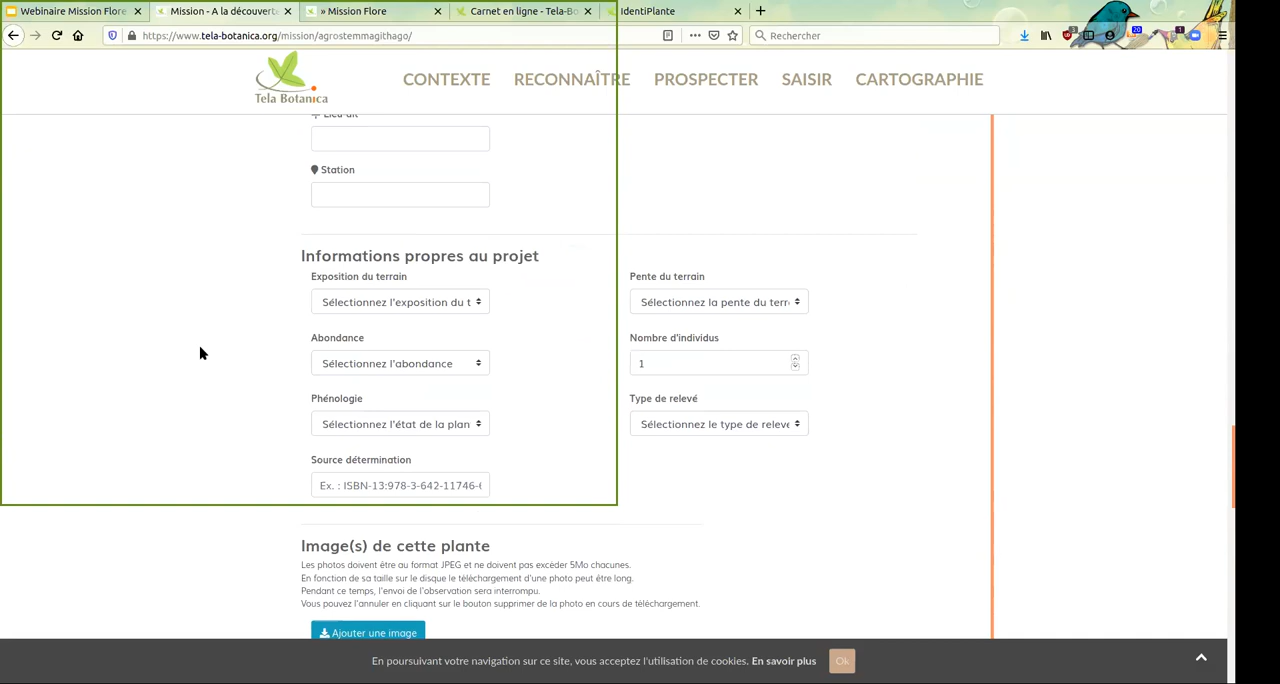 Webinaire Mission Flore
Mission - A la découvert
» Mission Flore
Carnet en ligne - Tela-Bo
IdentiPlante
https://www.tela-botanica.org/mission/agrostemmagithago/
Rechercher
Tela Botanica
CONTEXTE
RECONNAÎTRE
PROSPECTER
SAISIR
CARTOGRAPHIE
Lieu-dit
Station
Informations propres au projet
Exposition du terrain
Pente du terrain
Sélectionnez l'exposition du t
Sélectionnez la pente du terr
Abondance
Nombre d'individus
Sélectionnez l'abondance
1
Phénologie
Type de relevé
Sélectionnez l'état de la plan
Sélectionnez le type de relevé
Source détermination
Ex. : ISBN-13:978-3-642-11746-6
Image(s) de cette plante
Les photos doivent être au format JPEG et ne doivent pas excéder 5Mo chacunes.
En fonction de sa taille sur le disque le téléchargement d'une photo peut être long.
Pendant ce temps, l'envoi de l'observation sera interrompu.
Vous pouvez l'annuler en cliquant sur le bouton supprimer de la photo en cours de téléchargement.
Ajouter une image
En poursuivant votre navigation sur ce site, vous acceptez l'utilisation de cookies. En savoir plus
Ok